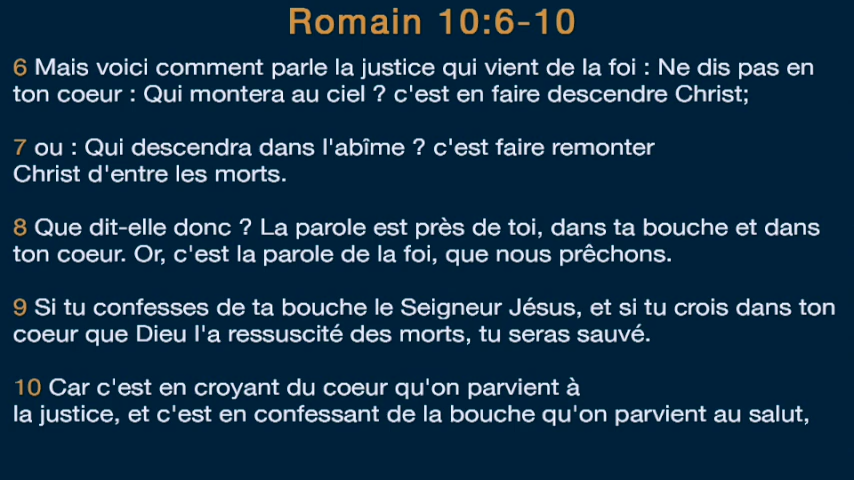 Romain 10:6-10
6 Mais voici comment parle la justice qui vient de la foi : Ne dis pas en
ton coeur : Qui montera au ciel ? c'est en faire descendre Christ;
7 ou : Qui descendra dans l'abîme ? c'est faire remonter
Christ d'entre les morts.
8 Que dit-elle donc ? La parole est près de toi, dans ta bouche et dans
ton coeur. Or, c'est la parole de la foi, que nous prêchons.
9 Si tu confesses de ta bouche le Seigneur Jésus, et si tu crois dans ton
coeur que Dieu l'a ressuscité des morts, tu seras sauvé.
10 Car c'est en croyant du coeur qu'on parvient à
la justice, et c'est en confessant de la bouche qu'on parvient au salut,